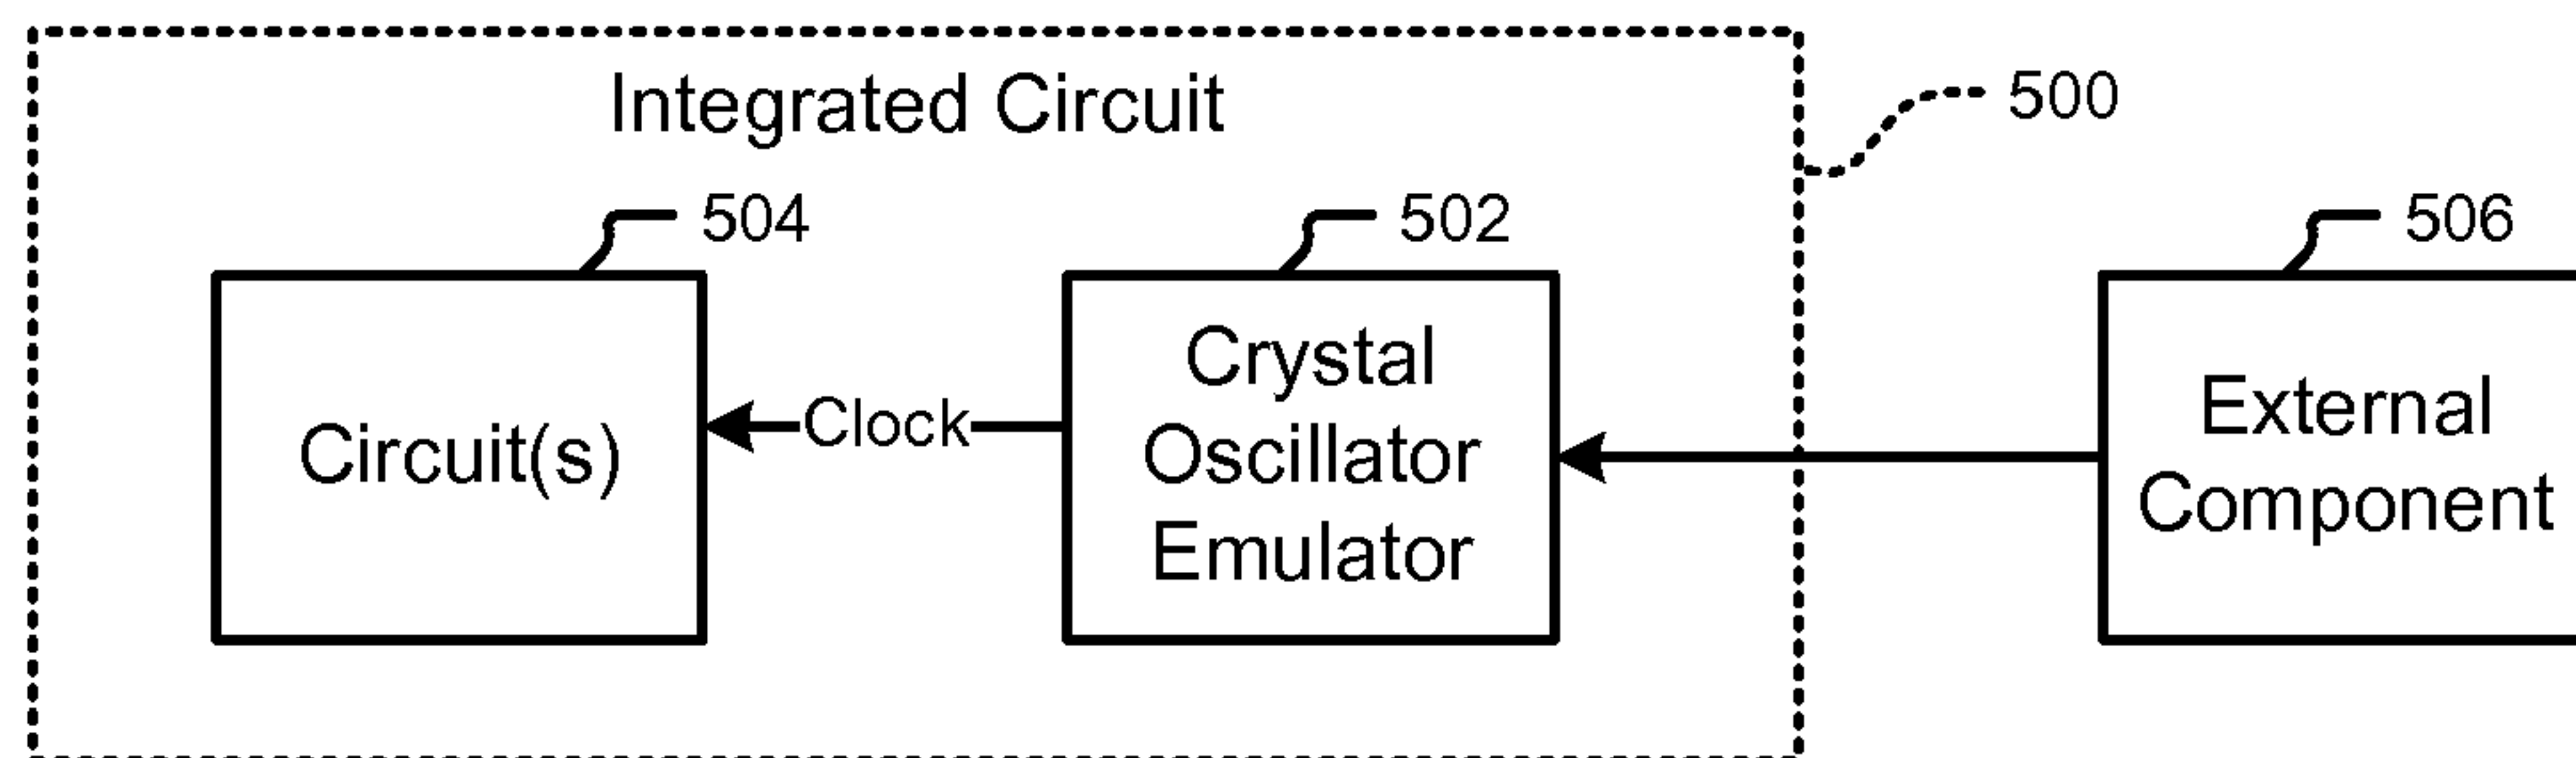 Integrated Circuit
500
504
502
506
Circuit(s)
Clock
Crystal
Oscillator
Emulator
External
Component